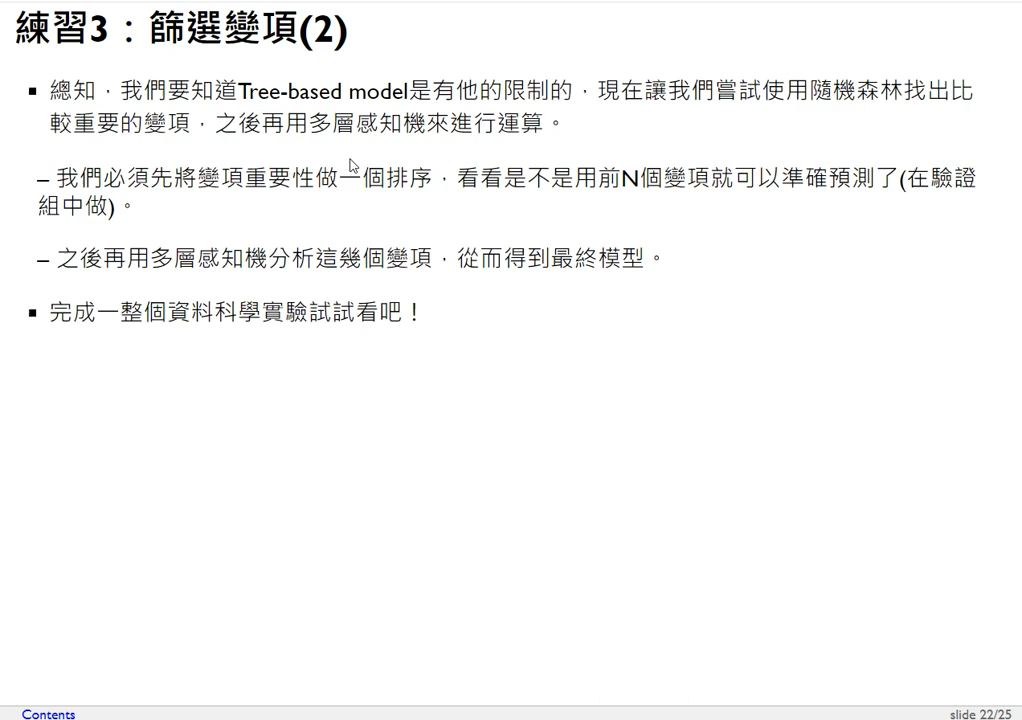 練習3：篩選變項(2)
▪ 總知，我們要知道Tree-based model是有他的限制的，現在讓我們嘗試使用隨機森林找出比
較重要的變項，之後再用多層感知機來進行運算。
– 我們必須先將變項重要性做一個排序，看看是不是用前N個變項就可以準確預測了(在驗證
組中做)。
– 之後再用多層感知機分析這幾個變項，從而得到最終模型。
▪ 完成一整個資料科學實驗試試看吧！
Contents
slide 22/25